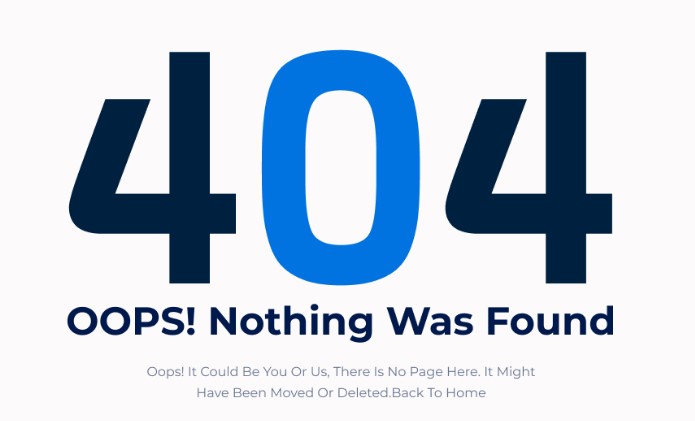 404
OOPS! Nothing Was Found
Oops! It Could Be You Or Us, There Is No Page Here. It Might
Have Been Moved Or Deleted.Back To Home